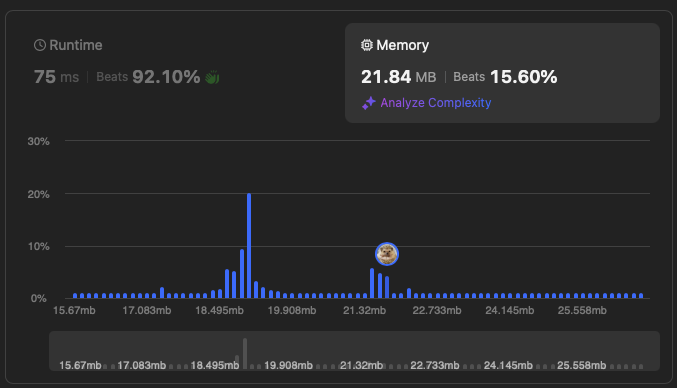 Runtime
75 ms | Beats 92.10%
Memory
21.84 MB | Beats 15.60%
Analyze Complexity
30%
20%
10%
0%
15.67mb 17.083mb 18.495mb 19.908mb 21.32mb 22.733mb 24.145mb 25.558mb
15.67mb 17.083mb 18.495mb 19.908mb 21.32mb 22.733mb 24.145mb 25.558mb